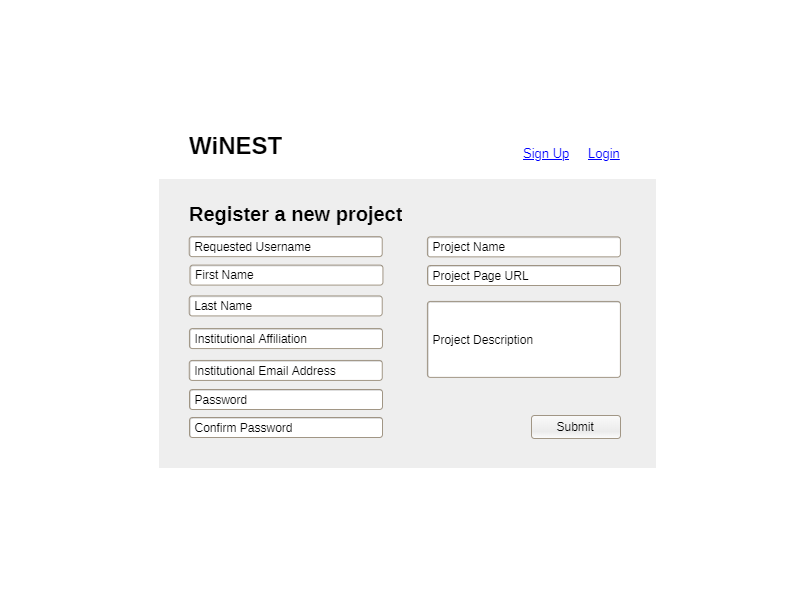 WiNEST
Sign Up
Login
Register a new project
Requested Username
First Name
Last Name
Institutional Affiliation
Institutional Email Address
Password
Confirm Password
Project Name
Project Page URL
Project Description
Submit